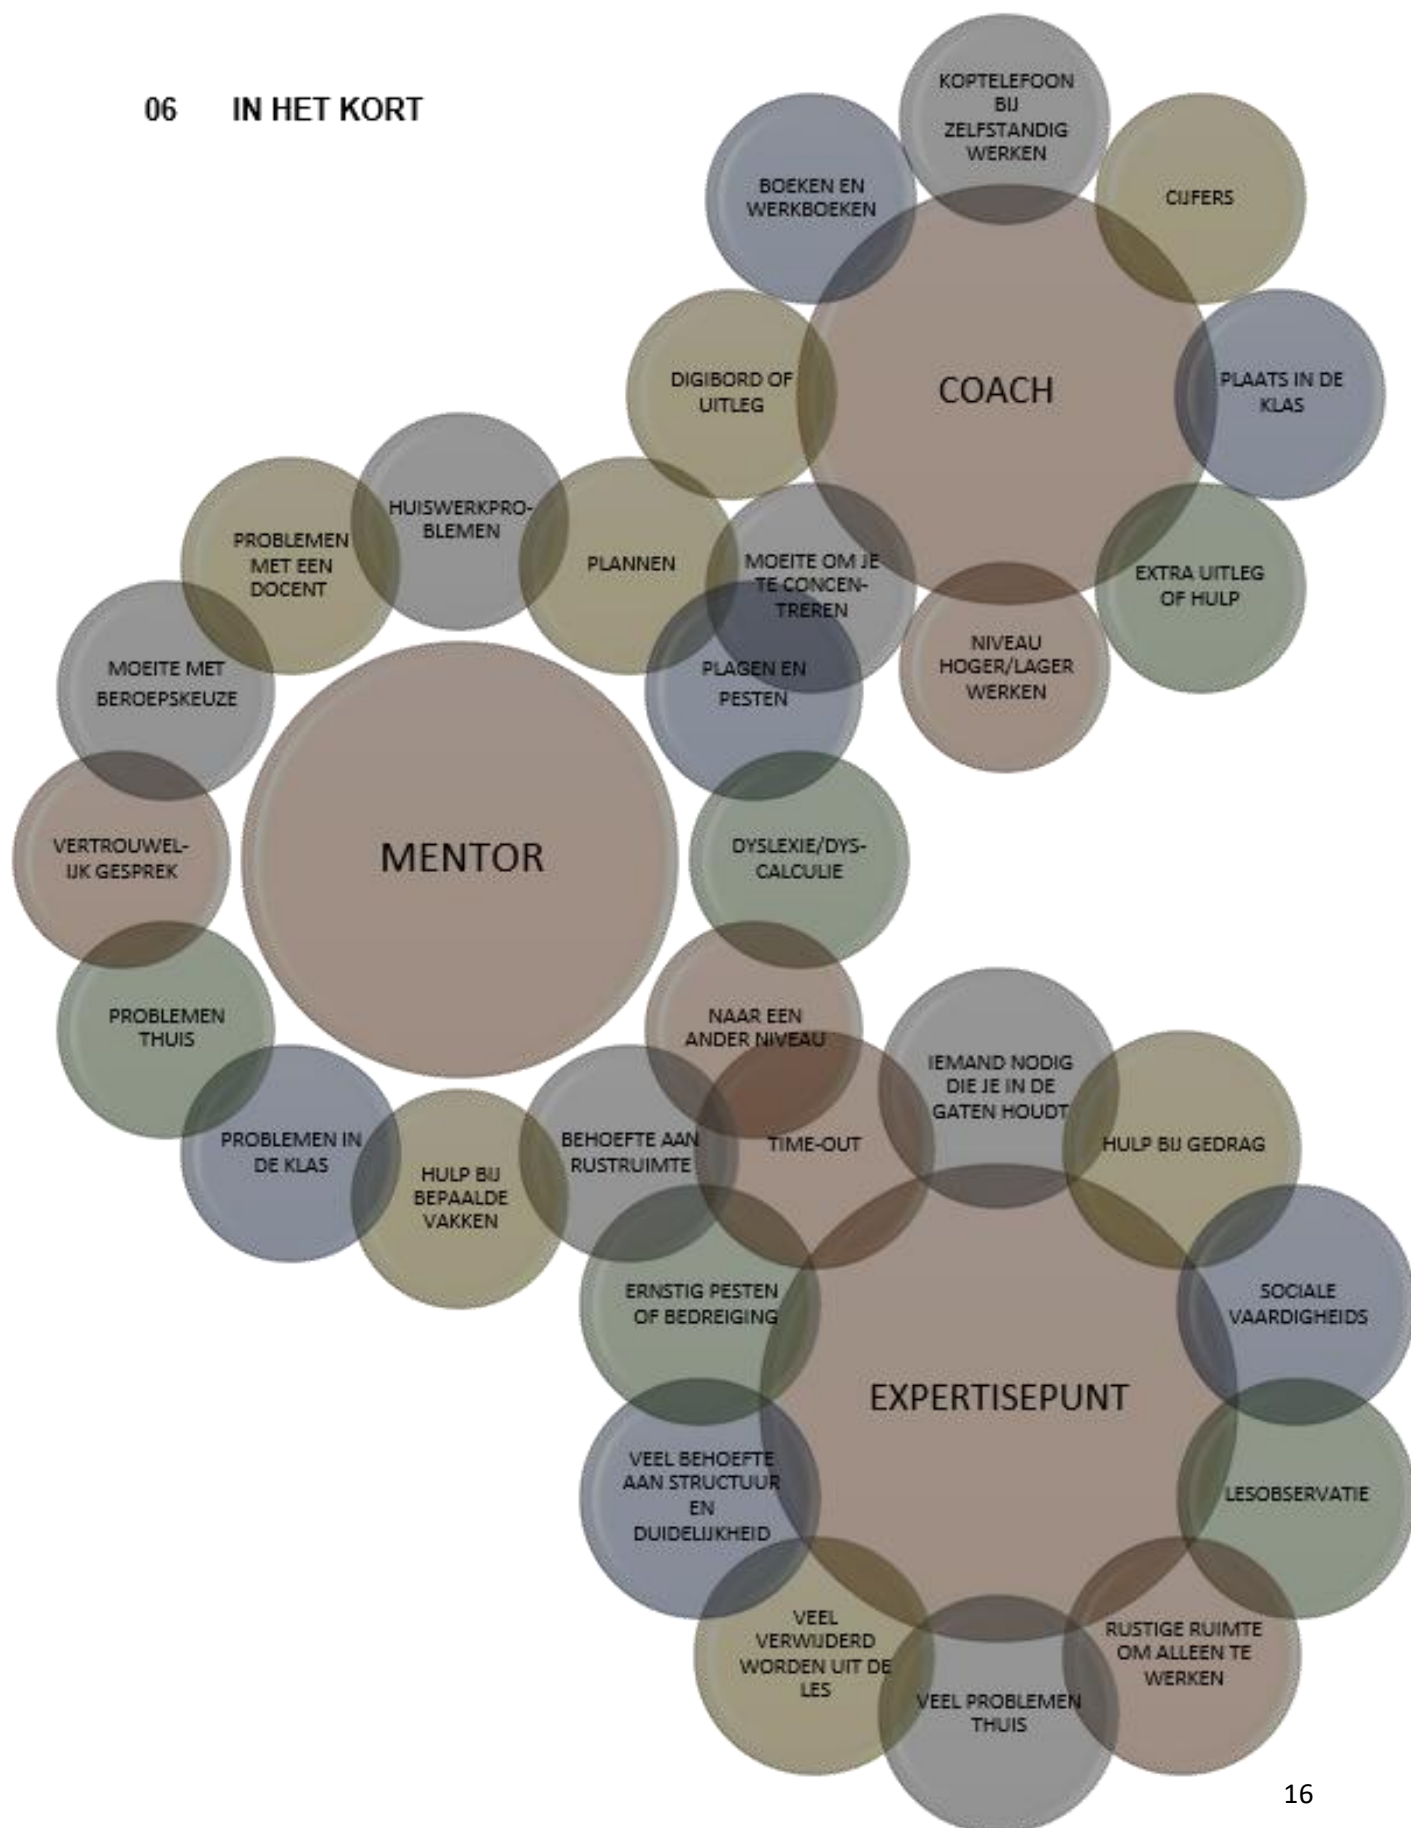 06 IN HET KORT
KOPTELEFOON
BIJ
ZELFSTANDIG
WERKEN
BOEKEN EN
WERKBOEKEN
CIJFERS
DIGIBORD OF
UITLEG
COACH
PLAATS IN DE
KLAS
MOEITE OM JE
TE CONCEN-
TREREN
EXTRA UITLEG
OF HULP
NIVEAU
HOGER/LAGER
WERKEN
HUISWERKPRO-
BLEMEN
PROBLEMEN
MET EEN
DOCENT
PLANNEN
MOEITE MET
BEROEPSKEUZE
PLAGEN EN
PESTEN
VERTROUWEL-
IJK GESPREK
MENTOR
DYSLEXIE/DYS-
CALCULIE
PROBLEMEN
THUIS
NAAR EEN
ANDER NIVEAU
PROBLEMEN IN
DE KLAS
HULP BIJ
BEPAALDE
VAKKEN
BEHOEFTE AAN
RUSTRUIMTE
TIME-OUT
IEMAND NODIG
DIE JE IN DE
GATEN HOUDT
HULP BIJ GEDRAG
ERNSTIG PESTEN
OF BEDREIGING
SOCIALE
VAARDIGHEIDS
EXPERTISEPUNT
VEEL BEHOEFTE
AAN STRUCTUUR
EN
DUIDELIJKHEID
LESOBSERVATIE
VEEL
VERWIJDERD
WORDEN UIT DE
LES
VEEL PROBLEMEN
THUIS
RUSTIGE RUIMTE
OM ALLEEN TE
WERKEN
16